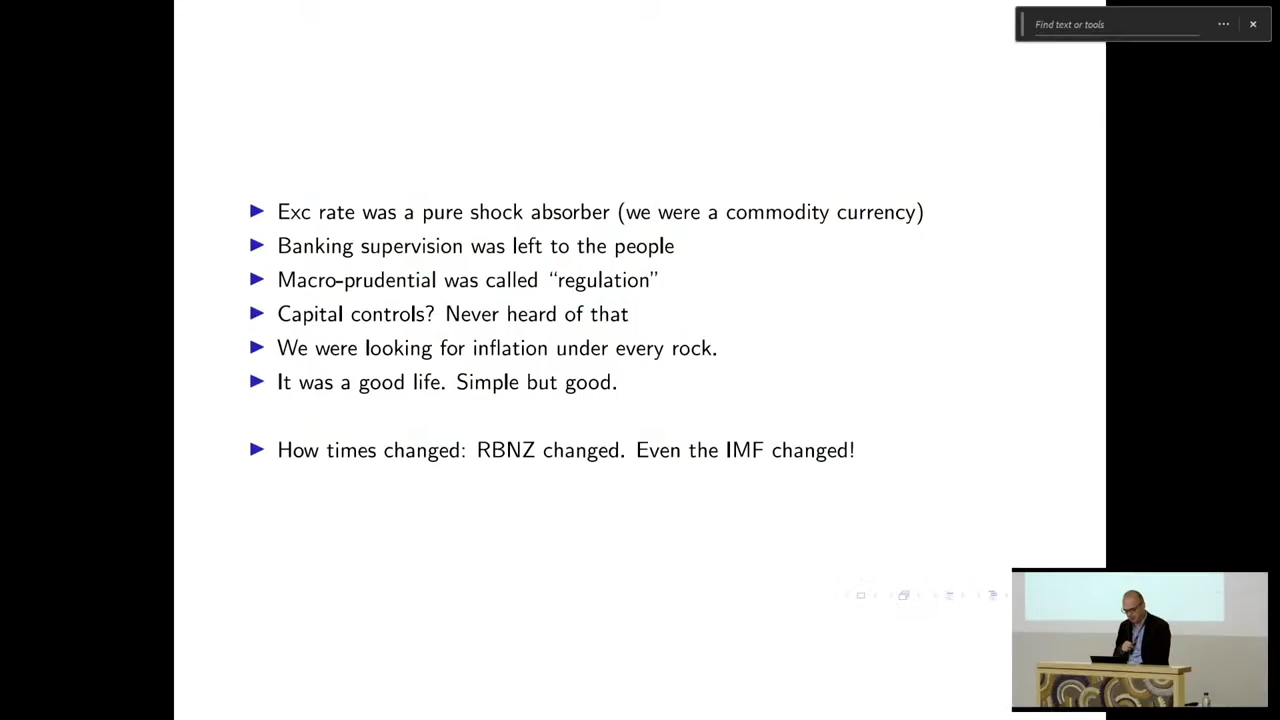 Find text or tools
Exc rate was a pure shock absorber (we were a commodity currency)
Banking supervision was left to the people
Macro-prudential was called “regulation”
Capital controls? Never heard of that
We were looking for inflation under every rock.
It was a good life. Simple but good.
How times changed: RBNZ changed. Even the IMF changed!